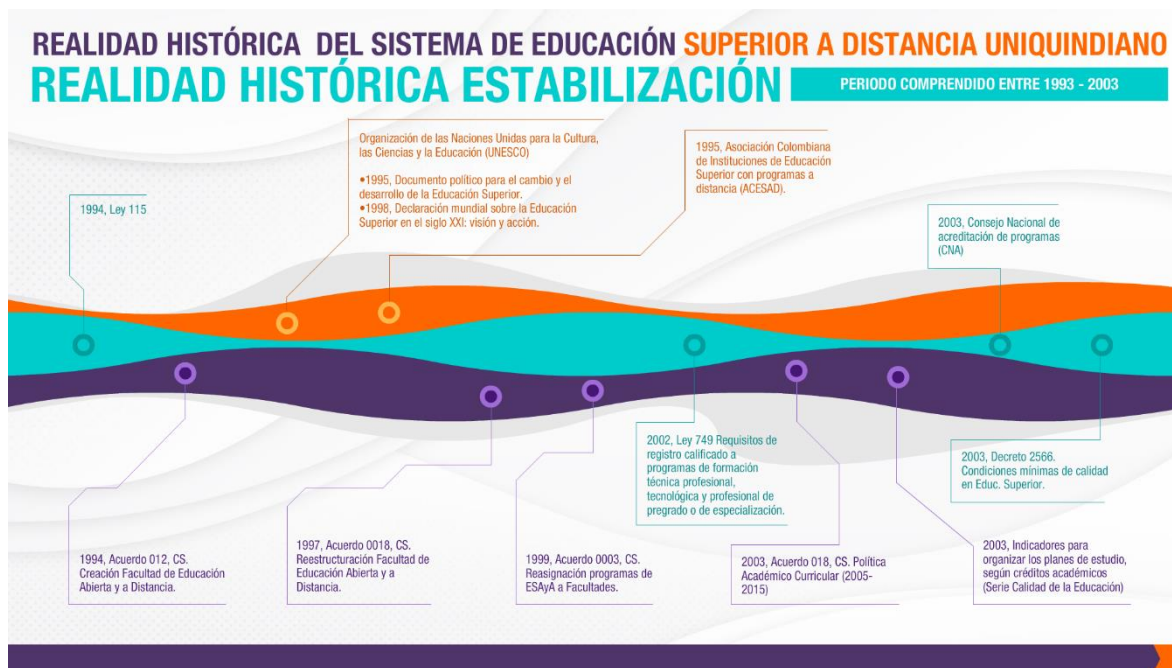 REALIDAD HISTÓRICA DEL SISTEMA DE EDUCACIÓN SUPERIOR A DISTANCIA UNIQUINDIANO
REALIDAD HISTÓRICA ESTABILIZACIÓN
PERIODO COMPRENDIDO ENTRE 1993 - 2003
1994, Ley 115
Organización de las Naciones Unidas para la Cultura,
las Ciencias y la Educación (UNESCO)
•1995, Documento político para el cambio y el
desarrollo de la Educación Superior.
•1998, Declaración mundial sobre la Educación
Superior en el siglo XXI: visión y acción.
1995, Asociación Colombiana
de Instituciones de Educación
Superior con programas a
distancia (ACESAD).
2003, Consejo Nacional de
acreditación de programas
(CNA)
1994, Acuerdo 012, CS.
Creación Facultad de Educación
Abierta y a Distancia.
1997, Acuerdo 0018, CS.
Reestructuración Facultad de
Educación Abierta y a
Distancia.
1999, Acuerdo 0003, CS.
Reasignación programas de
ESAyA a Facultades.
2002, Ley 749 Requisitos de
registro calificado a
programas de formación
técnica profesional,
tecnológica y profesional de
pregrado o de especialización.
2003, Acuerdo 018, CS. Política
Académico Curricular (2005-
2015)
2003, Decreto 2566.
Condiciones mínimas de calidad
en Educ. Superior.
2003, Indicadores para
organizar los planes de estudio,
según créditos académicos
(Serie Calidad de la Educación)